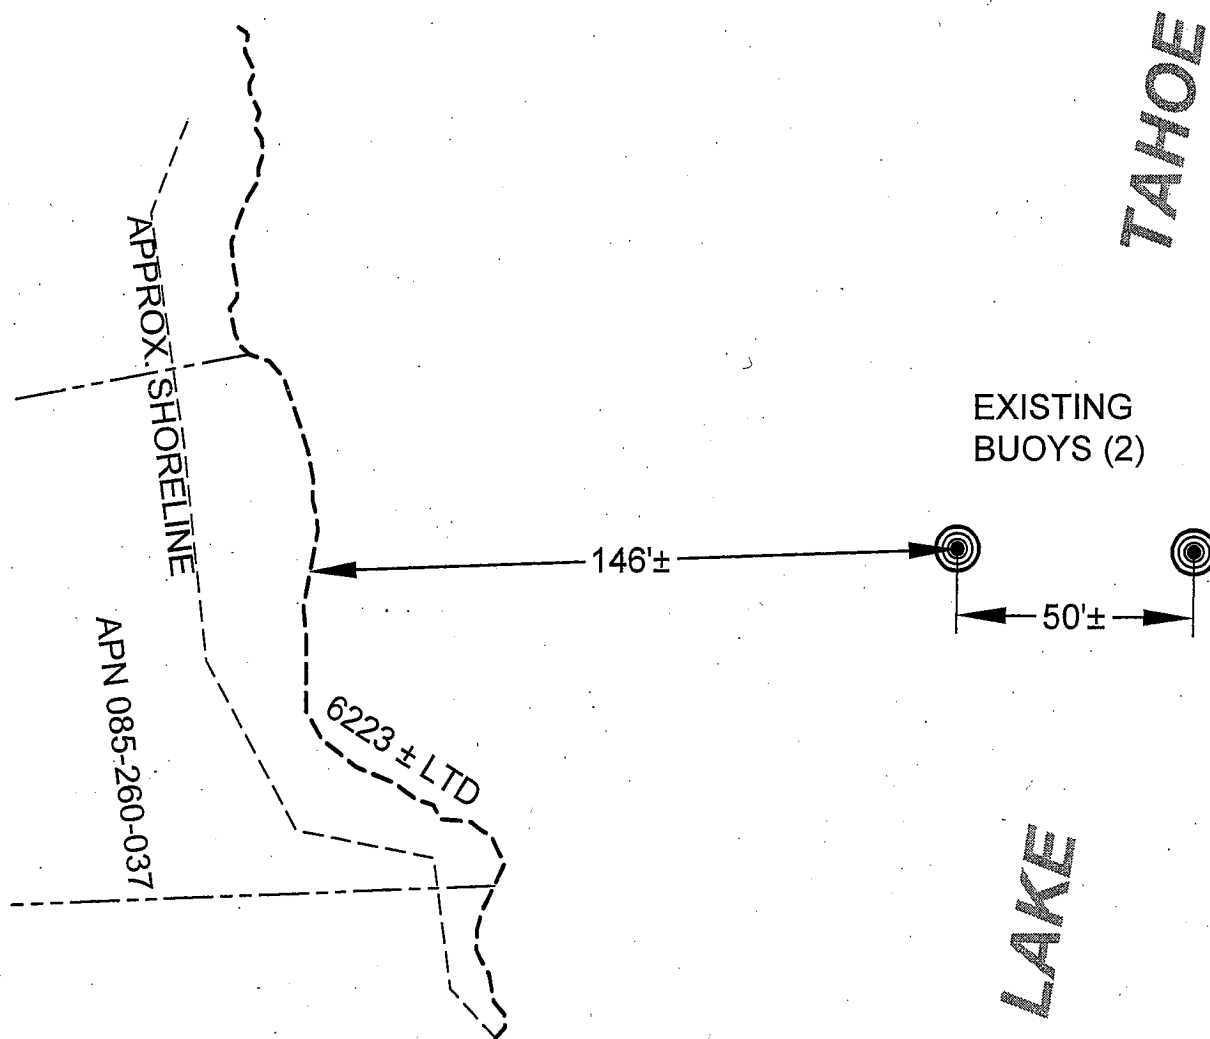 LAKE TAHOE
APPROX. SHORELINE
EXISTING
BUOYS (2)
146'±
50'±
APN 085-260-037
6223 ± LTD